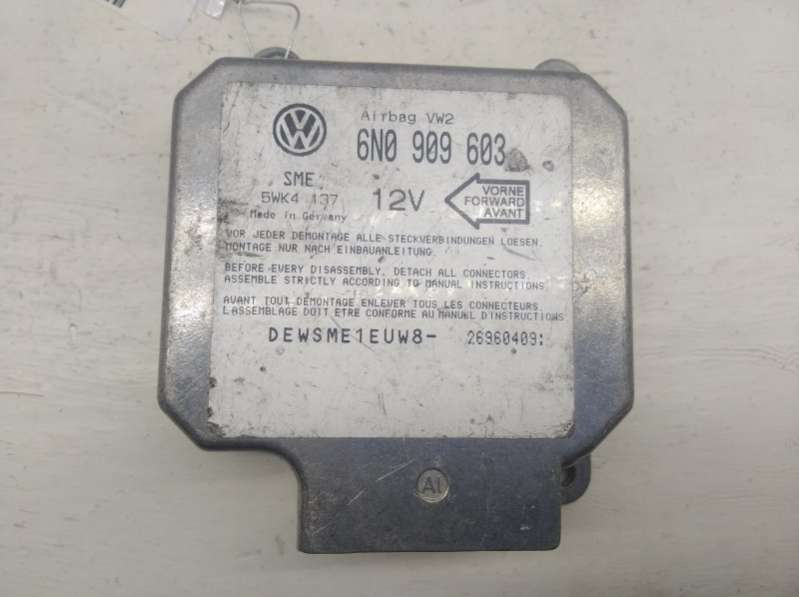 Airbag VW2
6N0 909 603
SME
5WK4 137
Made in Germany
12V
VORNE
FORWARD
AVANT
VOR JEDER DEMONTAGE ALLE STECKVERBINDUNGEN LOESEN.
MONTAGE NUR NACH EINBAUANLEITUNG.
BEFORE EVERY DISASSEMBLY, DETACH ALL CONNECTORS.
ASSEMBLE STRICTLY ACCORDING TO MANUAL INSTRUCTIONS
AVANT TOUT DEMONTAGE ENLEVER TOUS LES CONNECTEURS.
L'ASSEMBLAGE DOIT ETRE CONFORME AU MANUEL D'INSTRUCTIONS
DEWSME1EUW8- 26960409:
Al